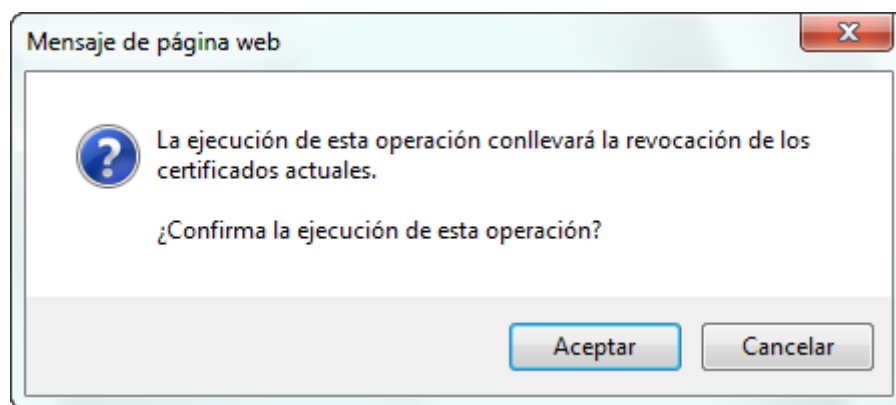 Mensaje de página web
La ejecución de esta operación conllevará la revocación de los
certificados actuales.
¿Confirma la ejecución de esta operación?
Aceptar
Cancelar